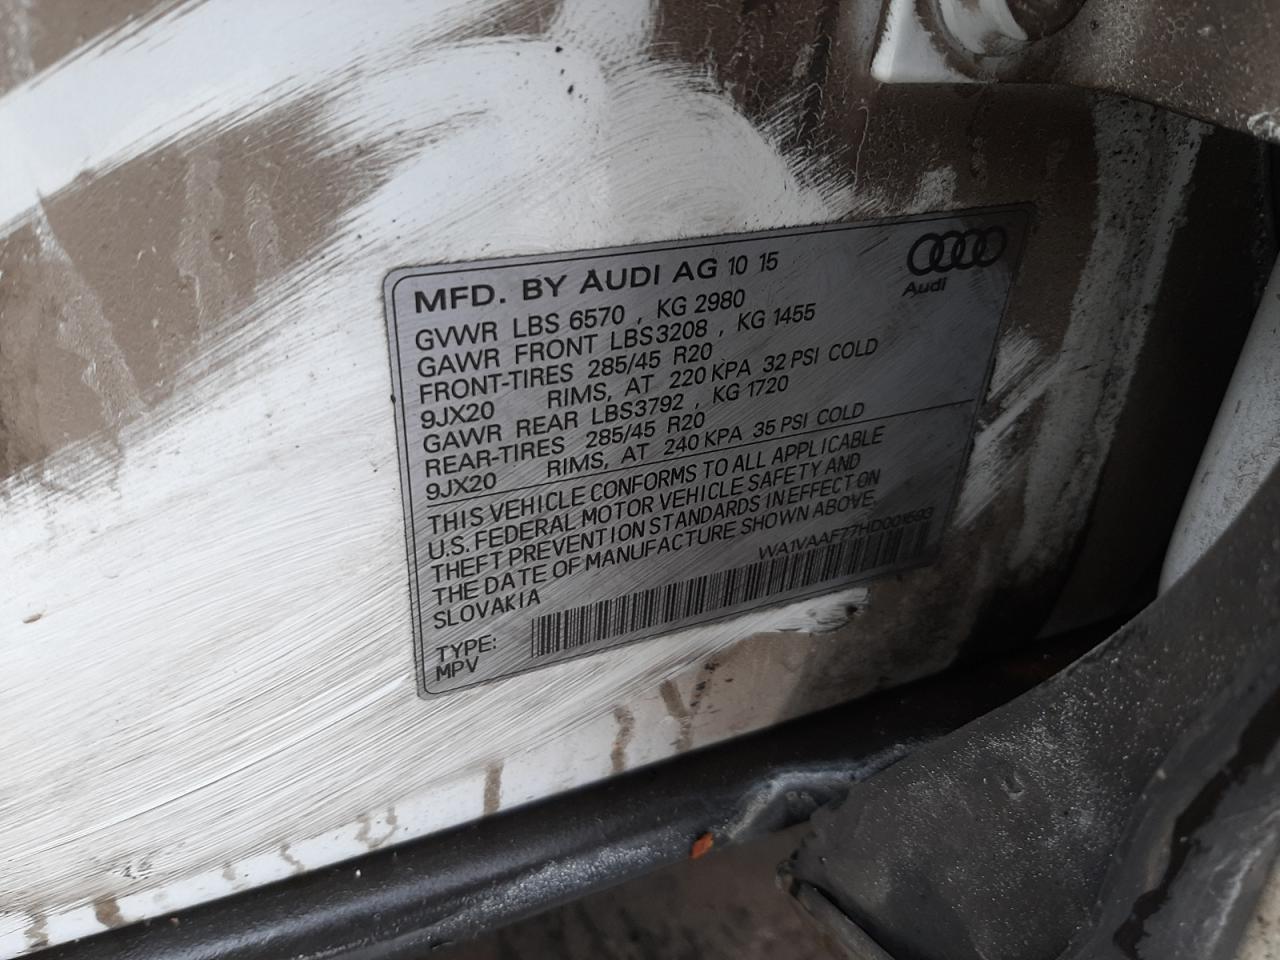 MFD. BY AUDI AG 10 15
Audi
GVWR LBS 6570 , KG 2980
GAWR FRONT LBS3208 , KG 1455
FRONT-TIRES 285/45 R20
9JX20 RIMS, AT 220 KPA 32 PSI COLD
GAWR REAR LBS3792 , KG 1720
REAR-TIRES 285/45 R20
9JX20 RIMS, AT 240 KPA 35 PSI COLD
THIS VEHICLE CONFORMS TO ALL APPLICABLE
U.S. FEDERAL MOTOR VEHICLE SAFETY AND
THEFT PREVENTION STANDARDS IN EFFECT ON
THE DATE OF MANUFACTURE SHOWN ABOVE.
SLOVAKIA
WA1VAAF77HD001593
TYPE:
MPV